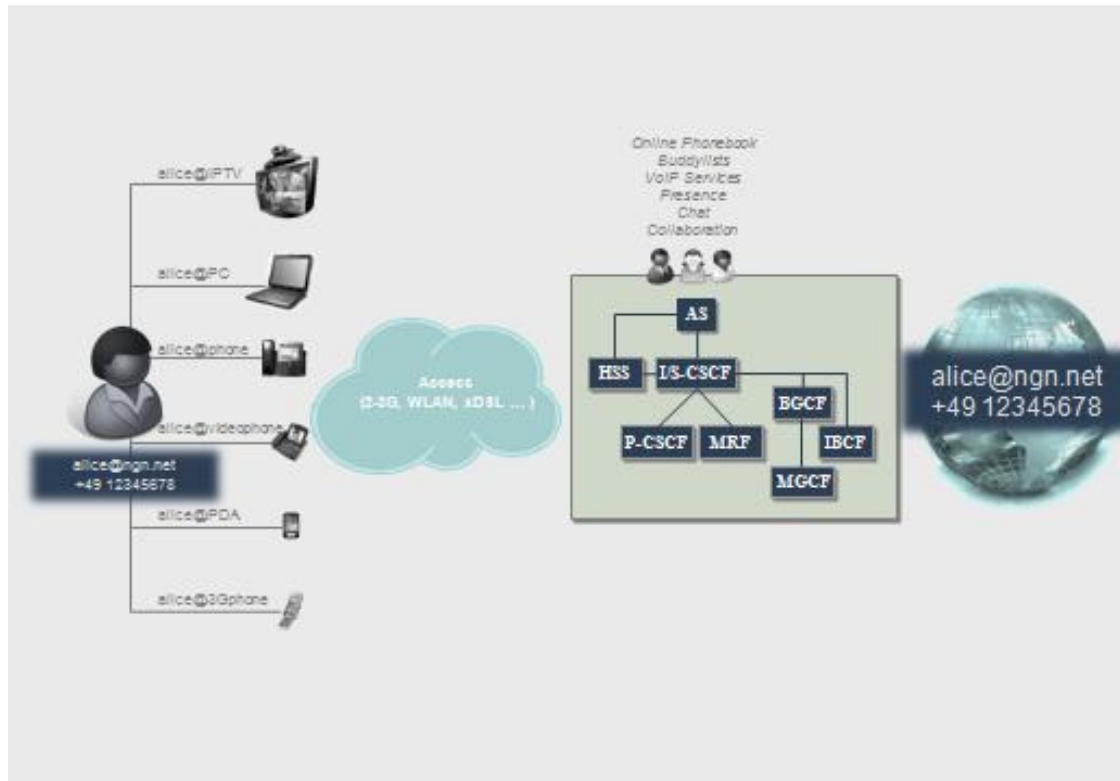 alice@IPTV
alice@PC
alice@phone
alice@videophone
alice@ngn.net
+49 12345678
alice@PDA
alice@3Gphone
Access
(2-3G, WLAN, xDSL ... )
Online Phonebook
Buddylists
VoIP Services
Presence
Chat
Collaboration
AS
HSS
I/S-CSCF
BGCF
P-CSCF
MRF
IBCF
MGCF
alice@ngn.net
+49 12345678